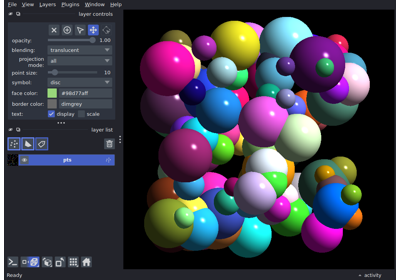 File View Layers Plugins Window Help
layer controls
opacity: 1.00
blending: translucent
projection mode: all
point size: 10
symbol: disc
face color: #98d77aff
border color: dimgrey
text: display scale
layer list
pts
Ready activity